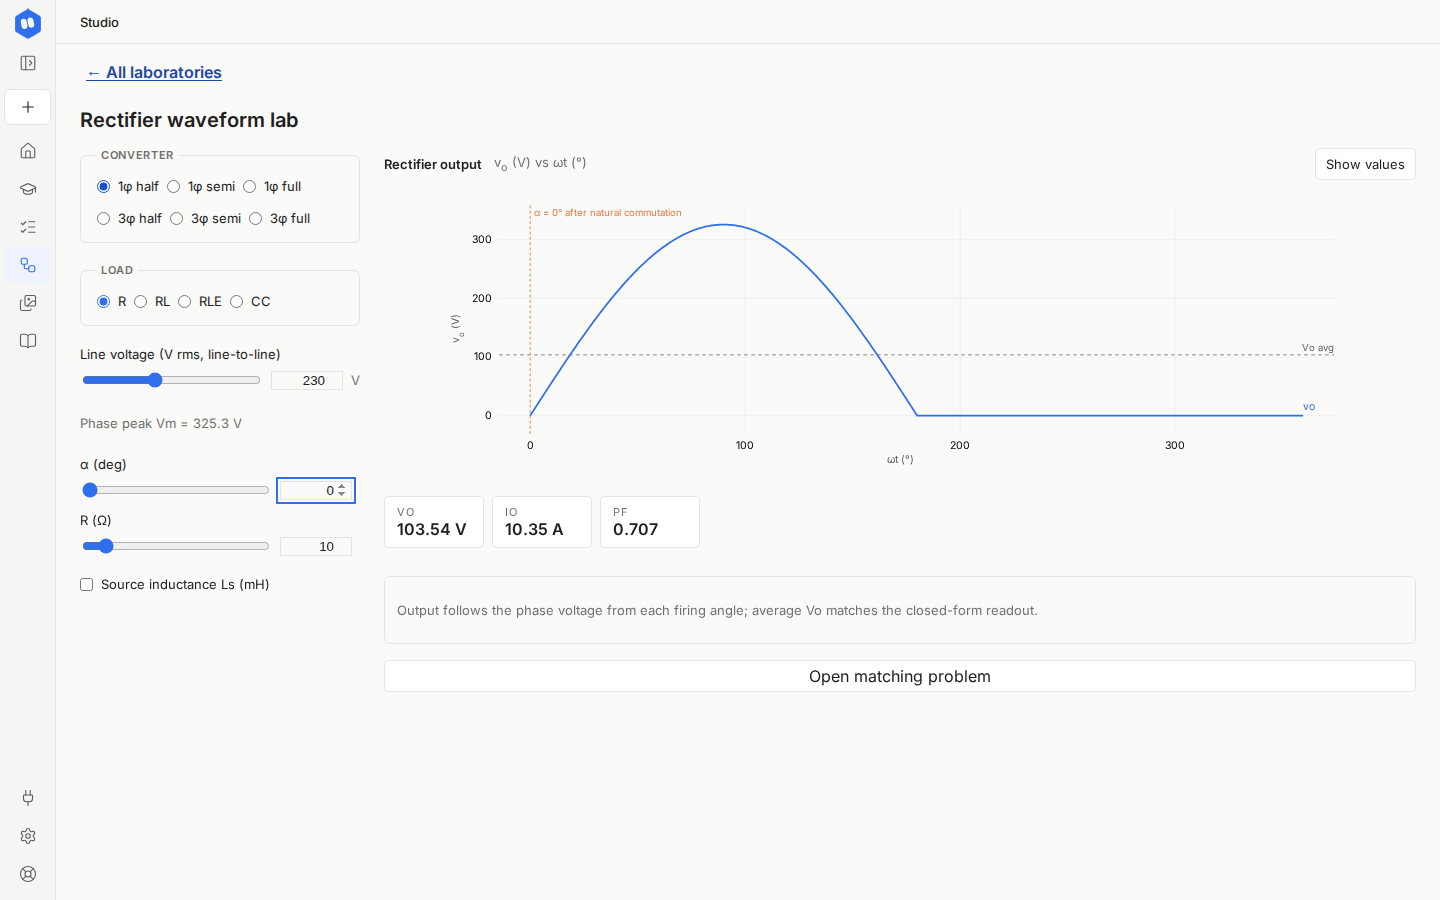 Studio
← All laboratories
Rectifier waveform lab
CONVERTER
1φ half 1φ semi 1φ full
3φ half 3φ semi 3φ full
LOAD
R RL RLE CC
Line voltage (V rms, line-to-line)
230 V
Phase peak Vm = 325.3 V
α (deg)
0
R (Ω)
10
Source inductance Ls (mH)
Rectifier output vo (V) vs ωt (°)
Show values
α = 0° after natural commutation
300
200
100
0
vo (V)
Vo avg
vo
0 100 200 300
ωt (°)
VO IO PF
103.54 V 10.35 A 0.707
Output follows the phase voltage from each firing angle; average Vo matches the closed-form readout.
Open matching problem